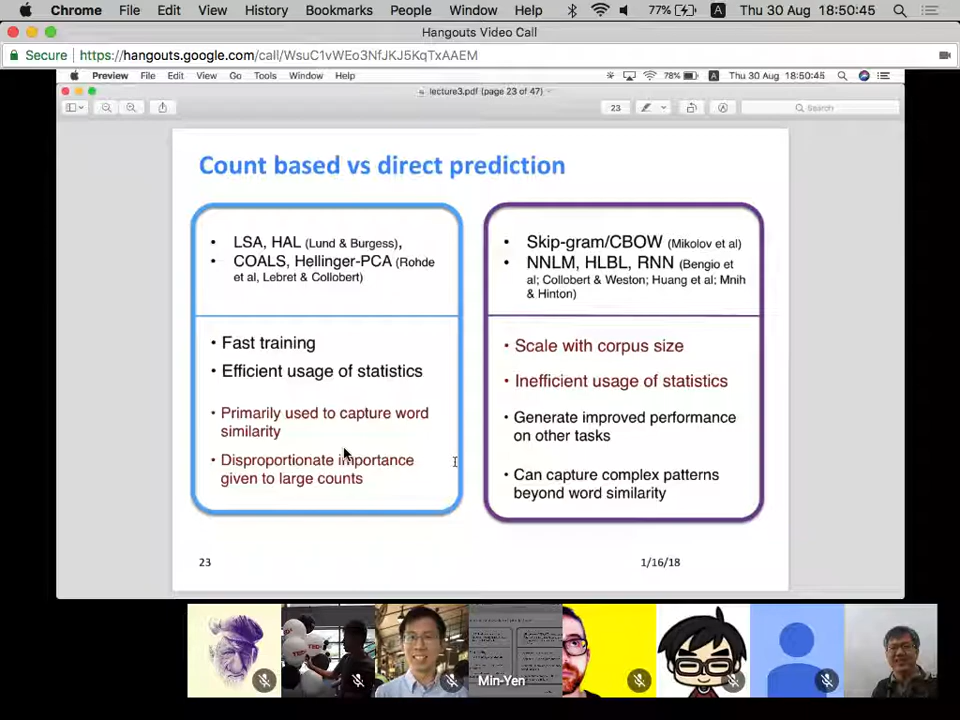 Chrome File Edit View History Bookmarks People Window Help 77% A Thu 30 Aug 18:50:45
Hangouts Video Call
Secure https://hangouts.google.com/call/WsuC1vWEo3NfJKJ5KqTxAAEM
Preview File Edit View Go Tools Window Help 78% A Thu 30 Aug 18:50:45
lecture3.pdf (page 23 of 47)
23 Search
Count based vs direct prediction
• LSA, HAL (Lund & Burgess),
• COALS, Hellinger-PCA (Rohde
et al, Lebret & Collobert)
• Fast training
• Efficient usage of statistics
• Primarily used to capture word
similarity
• Disproportionate importance
given to large counts
• Skip-gram/CBOW (Mikolov et al)
• NNLM, HLBL, RNN (Bengio et
al; Collobert & Weston; Huang et al; Mnih
& Hinton)
• Scale with corpus size
• Inefficient usage of statistics
• Generate improved performance
on other tasks
• Can capture complex patterns
beyond word similarity
23 1/16/18
Min-Yen